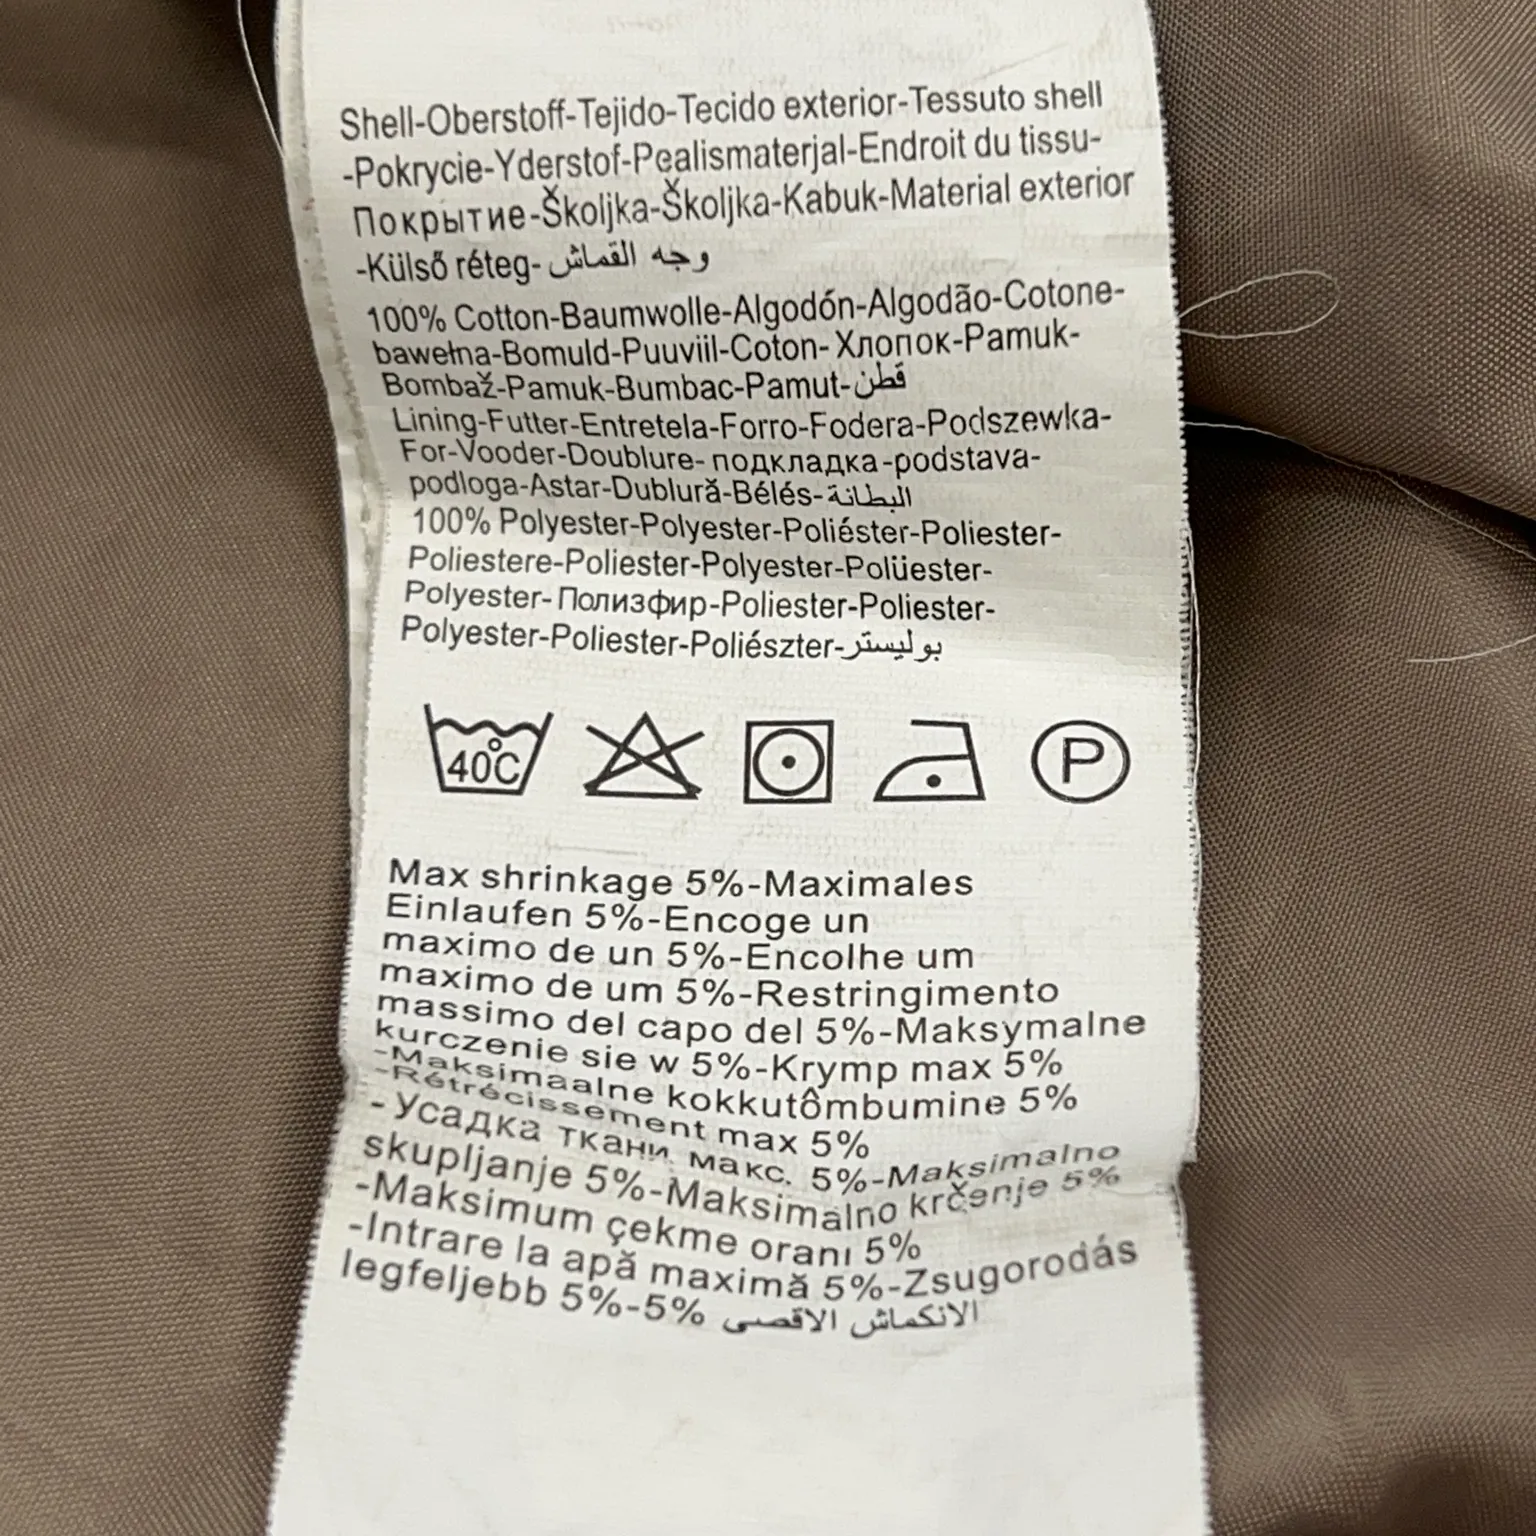 Shell-Oberstoff-Tejido-Tecido exterior-Tessuto shell
-Pokrycie-Yderstof-Pealismaterjal-Endroit du tissu-
Покрытие-Školjka-Školjka-Kabuk-Material exterior
-Külső réteg- وجه القماش
100% Cotton-Baumwolle-Algodón-Algodão-Cotone-
bawełna-Bomuld-Puuviil-Coton- Хлопок-Pamuk-
Bombaž-Pamuk-Bumbac-Pamut-قطن
Lining-Futter-Entretela-Forro-Fodera-Podszewka-
For-Vooder-Doublure- подкладка-podstava-
podloga-Astar-Dublură-Bélés-البطانة
100% Polyester-Polyester-Poliéster-Poliester-
Poliestere-Poliester-Polyester-Polüester-
Polyester- Полизфир-Poliester-Poliester-
Polyester-Poliester-Poliészter-بوليستر
40°C P
Max shrinkage 5%-Maximales
Einlaufen 5%-Encoge un
maximo de un 5%-Encolhe um
maximo de um 5%-Restringimento
massimo del capo del 5%-Maksymalne
kurczenie sie w 5%-Krymp max 5%
-Maksimaalne kokkutômbumine 5%
-Rétrécissement max 5%
-Усадка ткани. макс. 5%-Maksimalno
skupljanje 5%-Maksimalno krčenje 5%
-Maksimum çekme oranı 5%
-Intrare la apă maximă 5%-Zsugorodás
legfeljebb 5%-5% الانكماش الاقصى